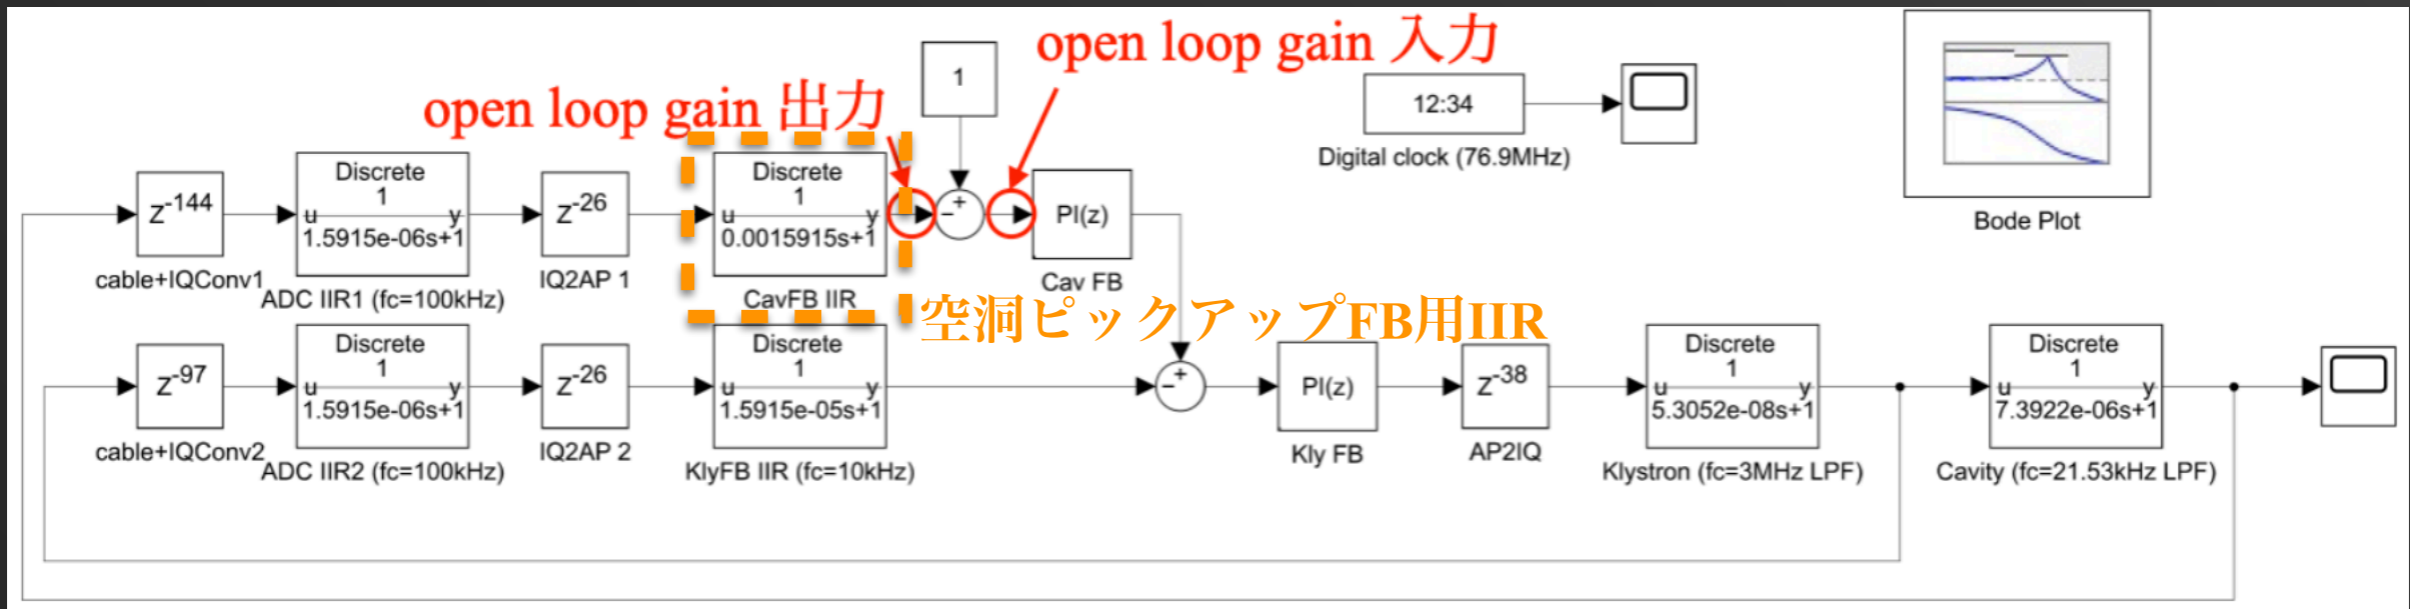 open loop gain 入力
1
open loop gain 出力
12:34
Digital clock (76.9MHz)
Bode Plot
Z-144
cable+IQConv1
Discrete
1
u y
1.5915e-06s+1
ADC IIR1 (fc=100kHz)
Z-26
IQ2AP 1
Discrete
1
u y
0.0015915s+1
CavFB IIR
−+
PI(z)
Cav FB
空洞ピックアップFB用IIR
Z-97
cable+IQConv2
Discrete
1
u y
1.5915e-06s+1
ADC IIR2 (fc=100kHz)
Z-26
IQ2AP 2
Discrete
1
u y
1.5915e-05s+1
KlyFB IIR (fc=10kHz)
−+
PI(z)
Kly FB
Z-38
AP2IQ
Discrete
1
u y
5.3052e-08s+1
Klystron (fc=3MHz LPF)
Discrete
1
u y
7.3922e-06s+1
Cavity (fc=21.53kHz LPF)